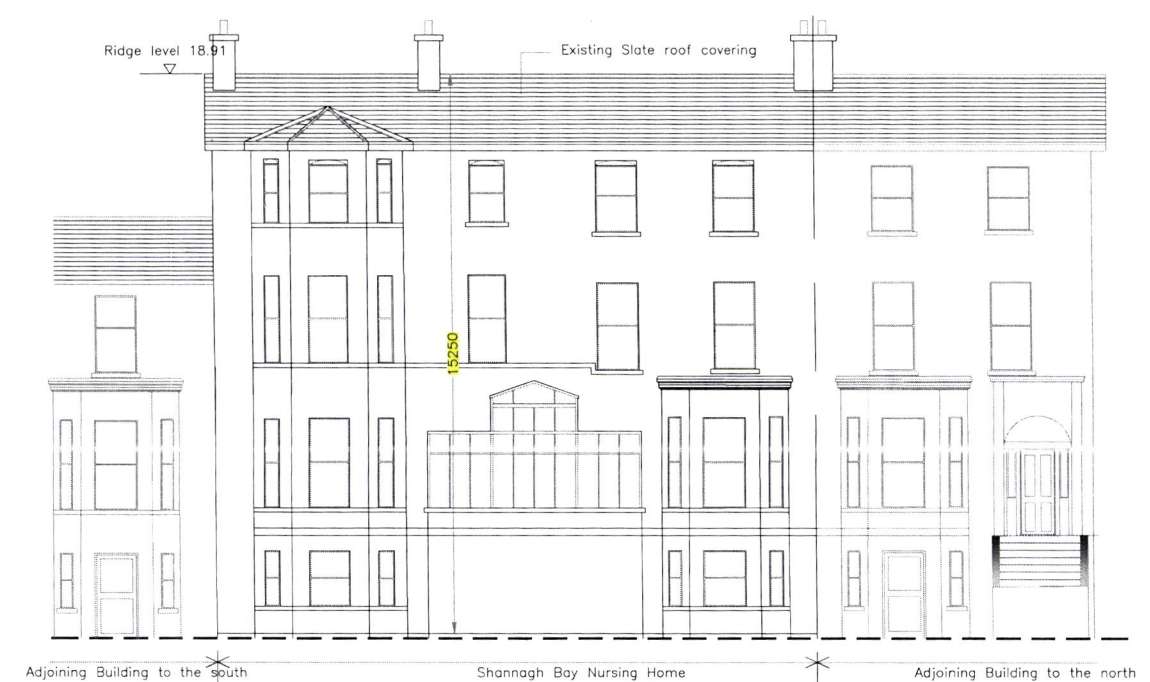 Ridge level 18.91
Existing Slate roof covering
15250
Adjoining Building to the south
Shannagh Bay Nursing Home
Adjoining Building to the north